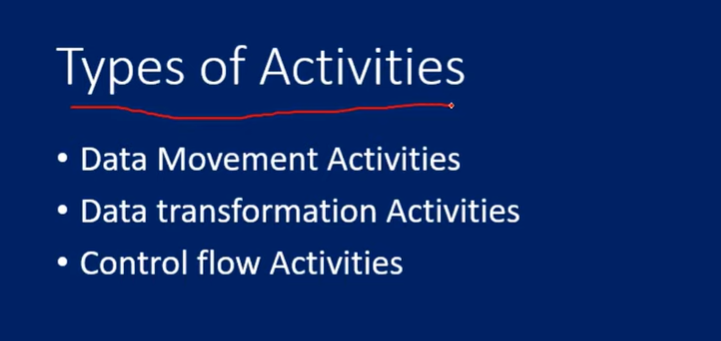 Types of Activities
• Data Movement Activities
• Data transformation Activities
• Control flow Activities